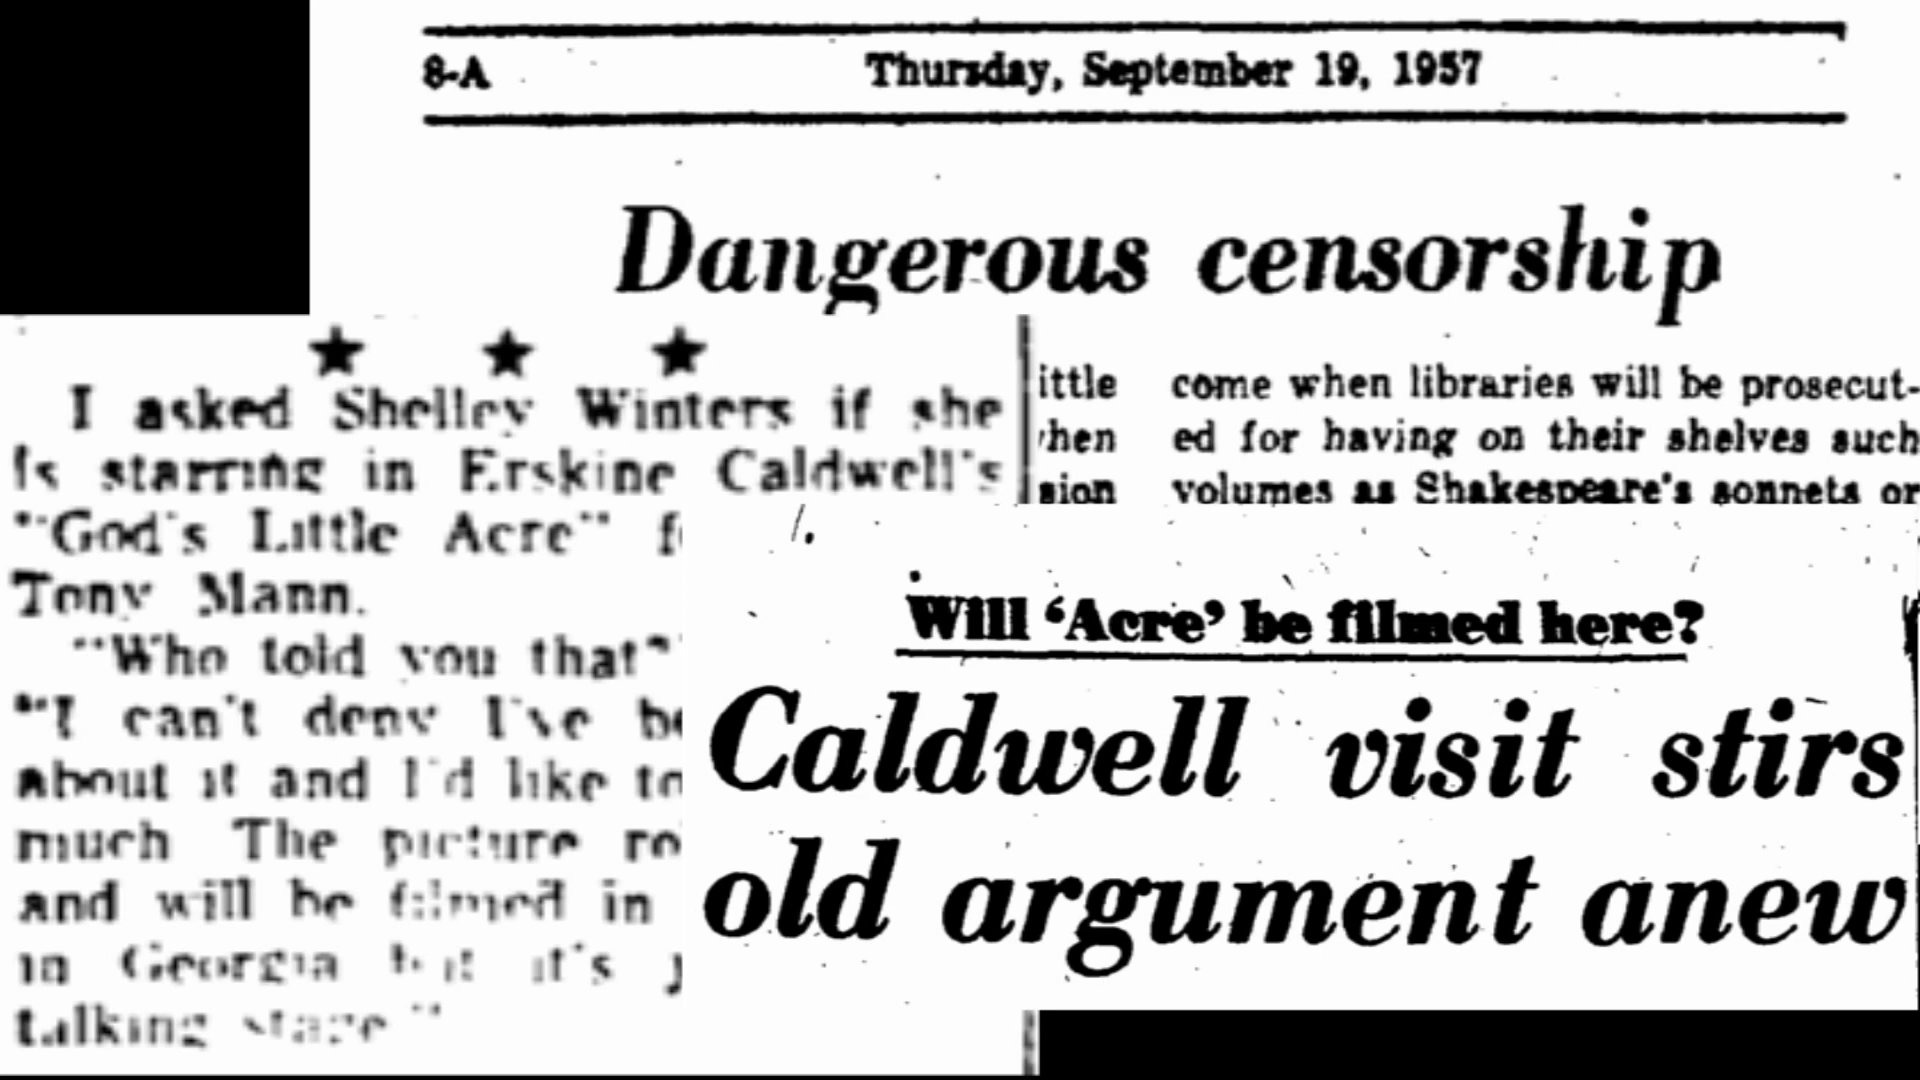 8-A Thursday, September 19, 1957
Dangerous censorship
ittle come when libraries will be prosecut-
hen ed for having on their shelves such
sion volumes as Shakespeare's sonnets or
I asked Shelley Winters if she
is starring in Erskine Caldwell's
"God's Little Acre" f
Tony Mann.
"Who told you that"
"I can't deny I've be
about it and I'd like to
much The picture ro
and will be filmed in
in Georgia but it's
talking stage"
Will ‘Acre’ be filmed here?
Caldwell visit stirs
old argument anew